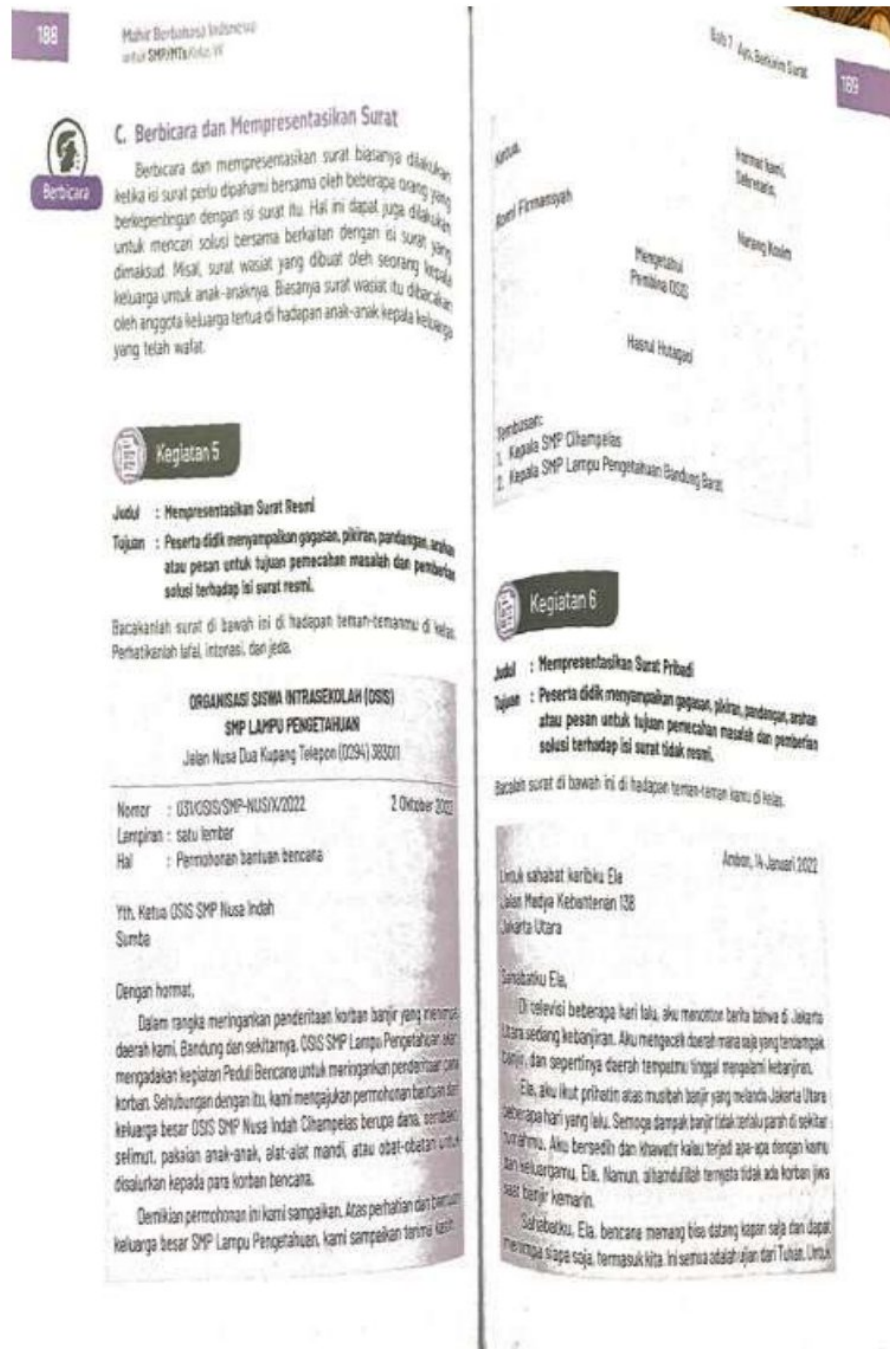 188
Mahir Berbahasa Indonesia
untuk SMP/MTs Kelas VII
Berbicara
C. Berbicara dan Mempresentasikan Surat
Berbicara dan mempresentasikan surat biasanya dilakukan
ketika isi surat perlu dipahami bersama oleh beberapa orang yang
berkepentingan dengan isi surat itu. Hal ini dapat juga dilakukan
untuk mencari solusi bersama berkaitan dengan isi surat yang
dimaksud. Misal, surat wasiat yang dibuat oleh seorang kepala
keluarga untuk anak-anaknya. Biasanya surat wasiat itu dibacakan
oleh anggota keluarga tertua di hadapan anak-anak kepala keluarga
yang telah wafat.
Kegiatan 5
Judul : Mempresentasikan Surat Resmi
Tujuan : Peserta didik menyampaikan gagasan, pikiran, pandangan, arahan
atau pesan untuk tujuan pemecahan masalah dan pemberian
solusi terhadap isi surat resmi.
Bacakanlah surat di bawah ini di hadapan teman-temanmu di kelas.
Perhatikanlah lafal, intonasi, dan jeda.
ORGANISASI SISWA INTRASEKOLAH (OSIS)
SMP LAMPU PENGETAHUAN
Jalan Nusa Dua Kupang Telepon (0294) 383011
Nomor : 031/OSIS/SMP-NUS/X/2022 2 Oktober 2022
Lampiran : satu lembar
Hal : Permohonan bantuan bencana
Yth. Ketua OSIS SMP Nusa Indah
Sumba
Dengan hormat,
Dalam rangka meringankan penderitaan korban banjir yang menimpa
daerah kami, Bandung dan sekitarnya, OSIS SMP Lampu Pengetahuan akan
mengadakan kegiatan Peduli Bencana untuk meringankan penderitaan para
korban. Sehubungan dengan itu, kami mengajukan permohonan bantuan dari
keluarga besar OSIS SMP Nusa Indah Cihampelas berupa dana, sembako,
selimut, pakaian anak-anak, alat-alat mandi, atau obat-obatan untuk
disalurkan kepada para korban bencana.
Demikian permohonan ini kami sampaikan. Atas perhatian dan bantuan
keluarga besar SMP Lampu Pengetahuan, kami sampaikan terima kasih.
Bab 7 Ayo, Berkirim Surat
189
Hormat kami,
Ketua, Sekretaris,
Romi Firmansyah Narang Kosim
Mengetahui
Pembina OSIS
Hasrul Hutagaol
Tembusan:
1. Kepala SMP Cihampelas
2. Kepala SMP Lampu Pengetahuan Bandung Barat
Kegiatan 6
Judul : Mempresentasikan Surat Pribadi
Tujuan : Peserta didik menyampaikan gagasan, pikiran, pandangan, arahan
atau pesan untuk tujuan pemecahan masalah dan pemberian
solusi terhadap isi surat tidak resmi.
Bacalah surat di bawah ini di hadapan teman-teman kamu di kelas.
Ambon, 14 Januari 2022
Untuk sahabat karibku Ela
Jalan Madya Kebantenan 138
Jakarta Utara
Sahabatku Ela,
Di televisi beberapa hari lalu, aku menonton berita bahwa di Jakarta
Utara sedang kebanjiran. Aku mengecek daerah mana saja yang terdampak
banjir, dan sepertinya daerah tempatmu tinggal mengalami kebanjiran.
Ela, aku ikut prihatin atas musibah banjir yang melanda Jakarta Utara
beberapa hari yang lalu. Semoga dampak banjir tidak terlalu parah di sekitar
rumahmu. Aku bersedih dan khawatir kalau terjadi apa-apa dengan kamu
dan keluargamu, Ela. Namun, alhamdulillah ternyata tidak ada korban jiwa
saat banjir kemarin.
Sahabatku, Ela, bencana memang bisa datang kapan saja dan dapat
menimpa siapa saja, termasuk kita. Ini semua adalah ujian dari Tuhan. Untuk